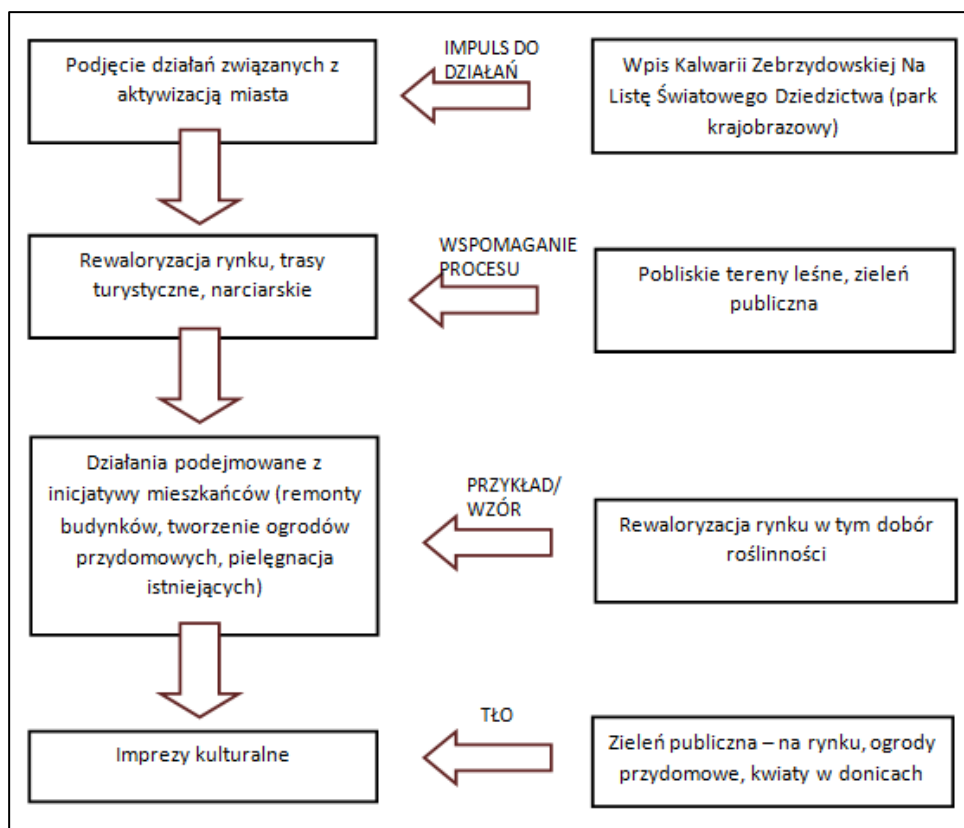 Podjęcie działań związanych z
aktywizacją miasta
IMPULS DO
DZIAŁAŃ
Wpis Kalwarii Zebrzydowskiej Na
Listę Światowego Dziedzictwa (park
krajobrazowy)
Rewaloryzacja rynku, trasy
turystyczne, narciarskie
WSPOMAGANIE
PROCESU
Pobliskie tereny leśne, zieleń
publiczna
Działania podejmowane z
inicjatywy mieszkańców (remonty
budynków, tworzenie ogrodów
przydomowych, pielęgnacja
istniejących)
PRZYKŁAD/
WZÓR
Rewaloryzacja rynku w tym dobór
roślinności
Imprezy kulturalne
TŁO
Zieleń publiczna – na rynku, ogrody
przydomowe, kwiaty w donicach